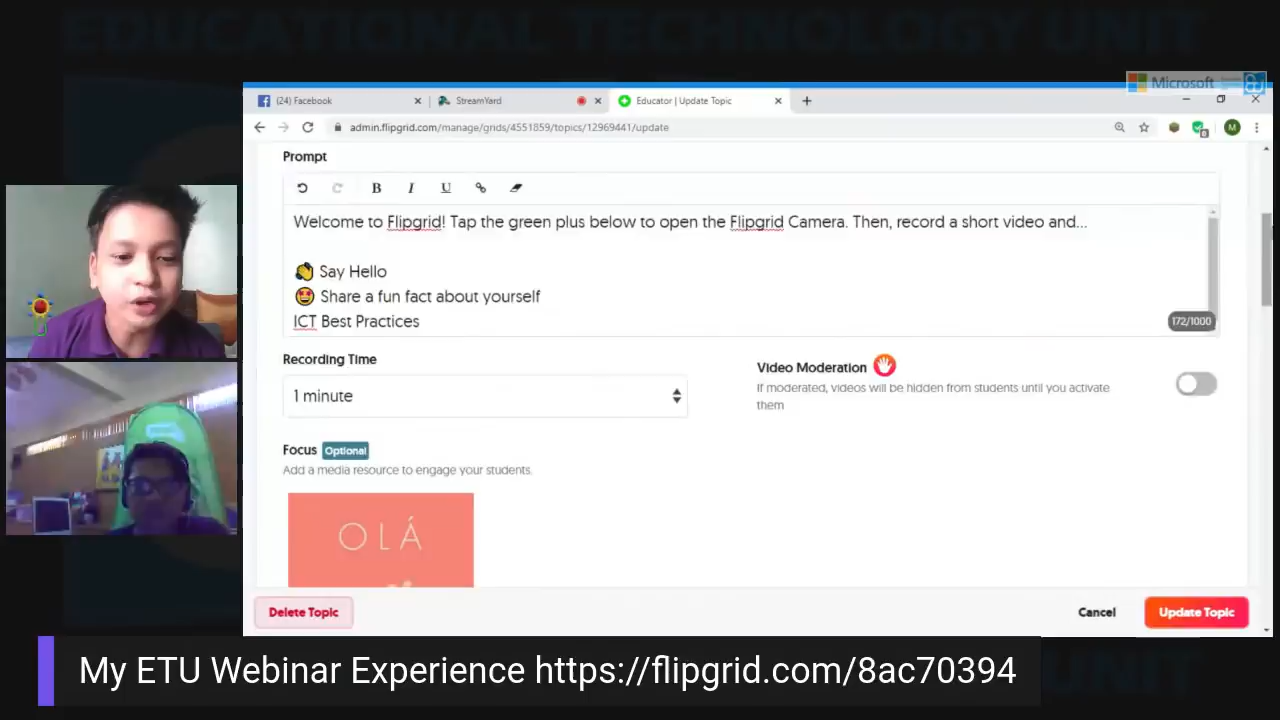 EDUCATIONAL TECHNOLOGY UNIT
Microsoft
(24) Facebook
StreamYard
Educator | Update Topic
admin.flipgrid.com/manage/grids/4551859/topics/12969441/update
M
Prompt
B I U
Welcome to Flipgrid! Tap the green plus below to open the Flipgrid Camera. Then, record a short video and...
👋 Say Hello
🤩 Share a fun fact about yourself
ICT Best Practices
172/1000
Recording Time
1 minute
Video Moderation
If moderated, videos will be hidden from students until you activate
them
Focus Optional
Add a media resource to engage your students.
OLÁ
Delete Topic
Cancel
Update Topic
My ETU Webinar Experience https://flipgrid.com/8ac70394